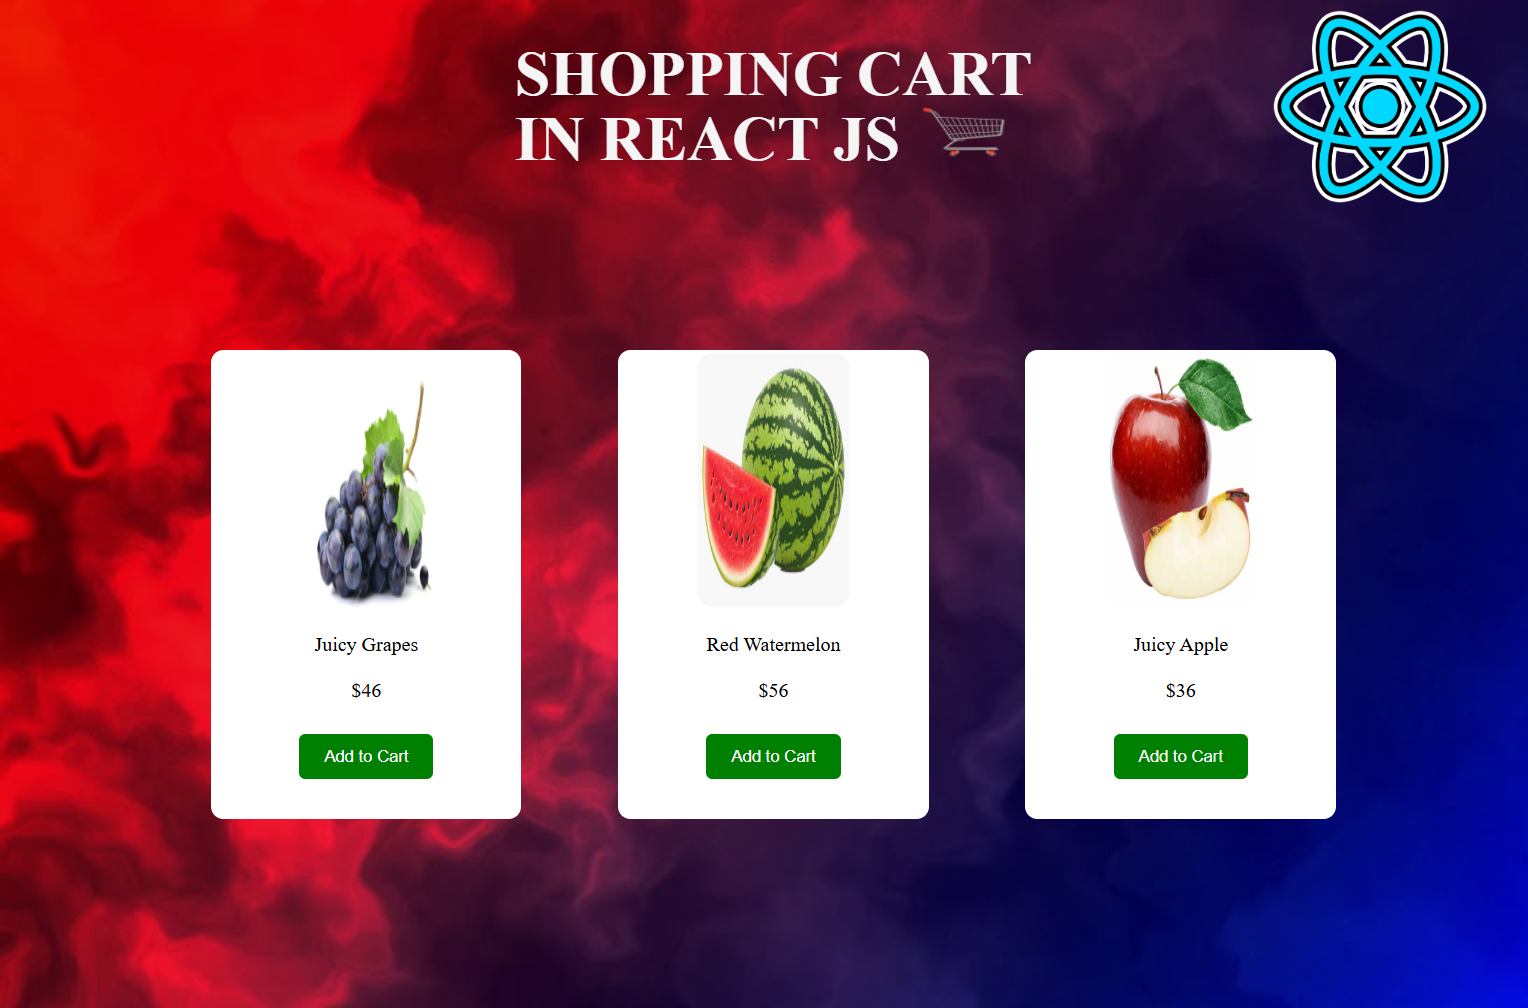 SHOPPING CART
IN REACT JS
Juicy Grapes
$46
Add to Cart
Red Watermelon
$56
Add to Cart
Juicy Apple
$36
Add to Cart